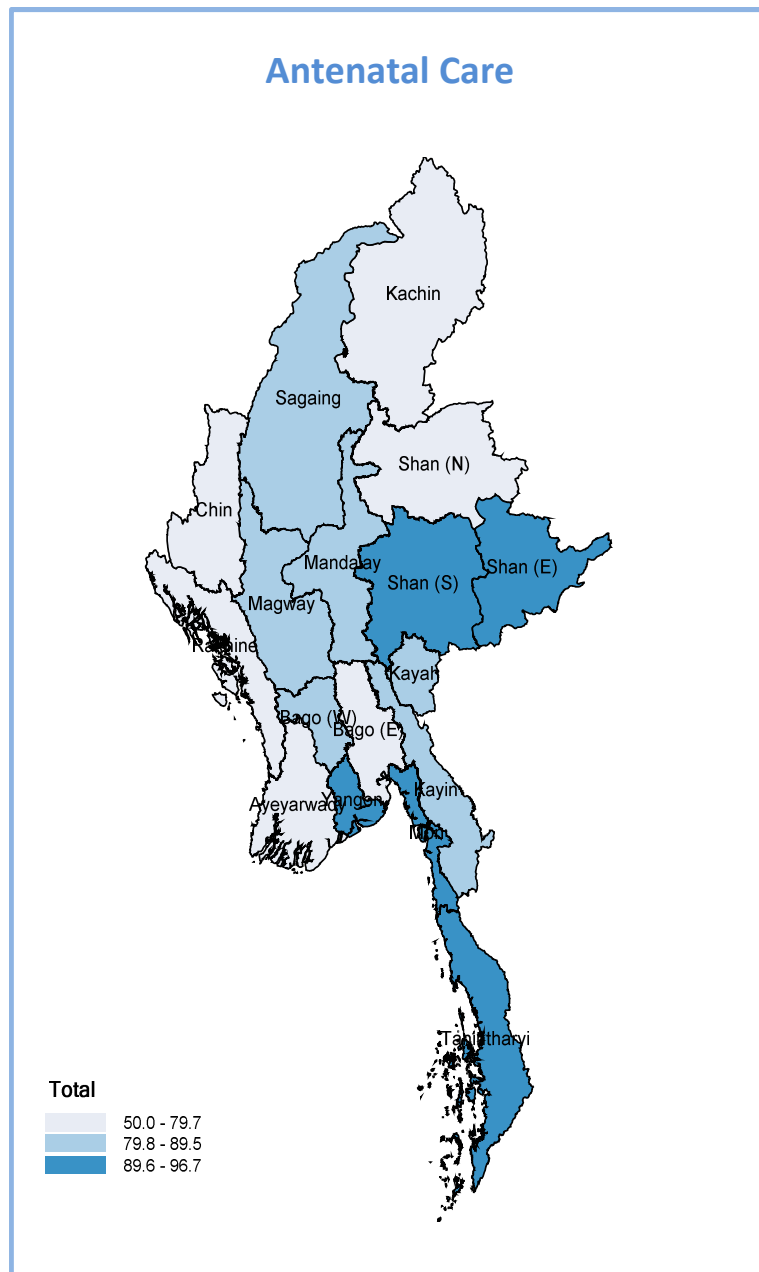 Antenatal Care
Kachin
Sagaing
Shan (N)
Chin
Mandalay
Shan (E)
Shan (S)
Magway
Rakhine
Kayah
Bago (W)
Bago (E)
Kayin
Ayeyarwady
Yangon
Mon
Tanintharyi
Total
50.0 - 79.7
79.8 - 89.5
89.6 - 96.7